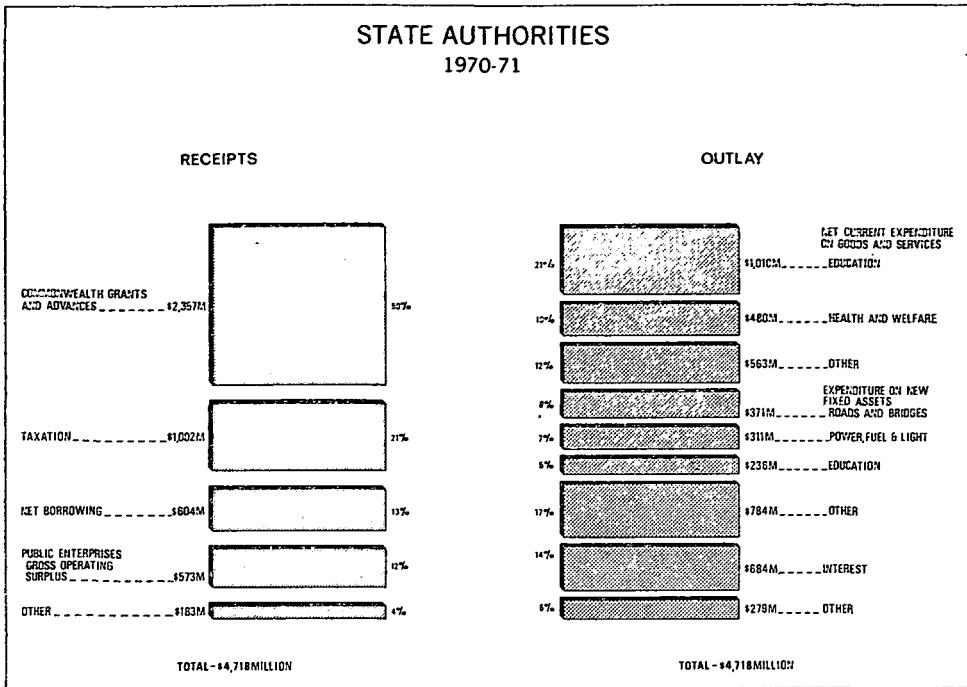 STATE AUTHORITIES
1970-71
RECEIPTS
COMMONWEALTH GRANTS
AND ADVANCES _ _ _ _ _ _ _ $2,357M 50%
TAXATION _ _ _ _ _ _ _ _ _ $1,002M 21%
NET BORROWING _ _ _ _ _ _ _ $604M 13%
PUBLIC ENTERPRISES
GROSS OPERATING
SURPLUS _ _ _ _ _ _ _ _ _ $573M 12%
OTHER _ _ _ _ _ _ _ _ _ _ $183M 4%
TOTAL-$4,718MILLION
OUTLAY
NET CURRENT EXPENDITURE
ON GOODS AND SERVICES
21% $1,010M _ _ _ _ _ EDUCATION
10% $480M _ _ _ _ _ _ HEALTH AND WELFARE
12% $563M _ _ _ _ _ _ OTHER
EXPENDITURE ON NEW
FIXED ASSETS
8% $371M _ _ _ _ _ _ ROADS AND BRIDGES
7% $311M _ _ _ _ _ _ POWER, FUEL & LIGHT
5% $236M _ _ _ _ _ _ EDUCATION
17% $784M _ _ _ _ _ _ OTHER
14% $684M _ _ _ _ _ _ INTEREST
6% $279M _ _ _ _ _ _ OTHER
TOTAL-$4,718MILLION